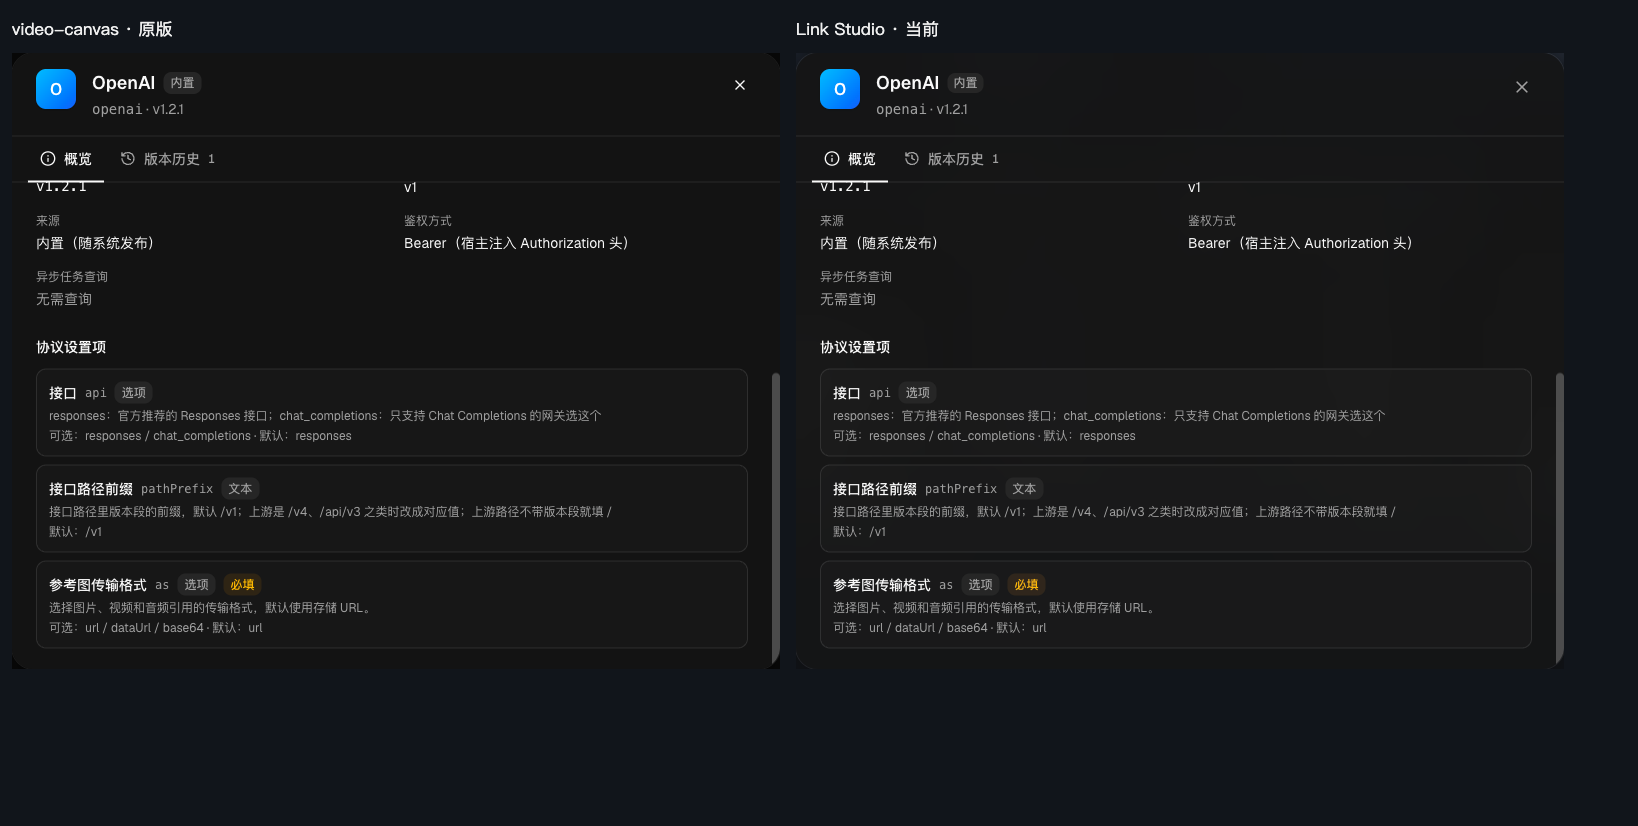 video-canvas · 原版
O
OpenAI 内置
openai · v1.2.1
概览 版本历史 1
v1.2.1 v1
来源 鉴权方式
内置（随系统发布） Bearer（宿主注入 Authorization 头）
异步任务查询
无需查询
协议设置项
接口 api 选项
responses：官方推荐的 Responses 接口；chat_completions：只支持 Chat Completions 的网关选这个
可选：responses / chat_completions · 默认：responses
接口路径前缀 pathPrefix 文本
接口路径里版本段的前缀，默认 /v1；上游是 /v4、/api/v3 之类时改成对应值；上游路径不带版本段就填 /
默认：/v1
参考图传输格式 as 选项 必填
选择图片、视频和音频引用的传输格式，默认使用存储 URL。
可选：url / dataUrl / base64 · 默认：url
Link Studio · 当前
O
OpenAI 内置
openai · v1.2.1
概览 版本历史 1
v1.2.1 v1
来源 鉴权方式
内置（随系统发布） Bearer（宿主注入 Authorization 头）
异步任务查询
无需查询
协议设置项
接口 api 选项
responses：官方推荐的 Responses 接口；chat_completions：只支持 Chat Completions 的网关选这个
可选：responses / chat_completions · 默认：responses
接口路径前缀 pathPrefix 文本
接口路径里版本段的前缀，默认 /v1；上游是 /v4、/api/v3 之类时改成对应值；上游路径不带版本段就填 /
默认：/v1
参考图传输格式 as 选项 必填
选择图片、视频和音频引用的传输格式，默认使用存储 URL。
可选：url / dataUrl / base64 · 默认：url